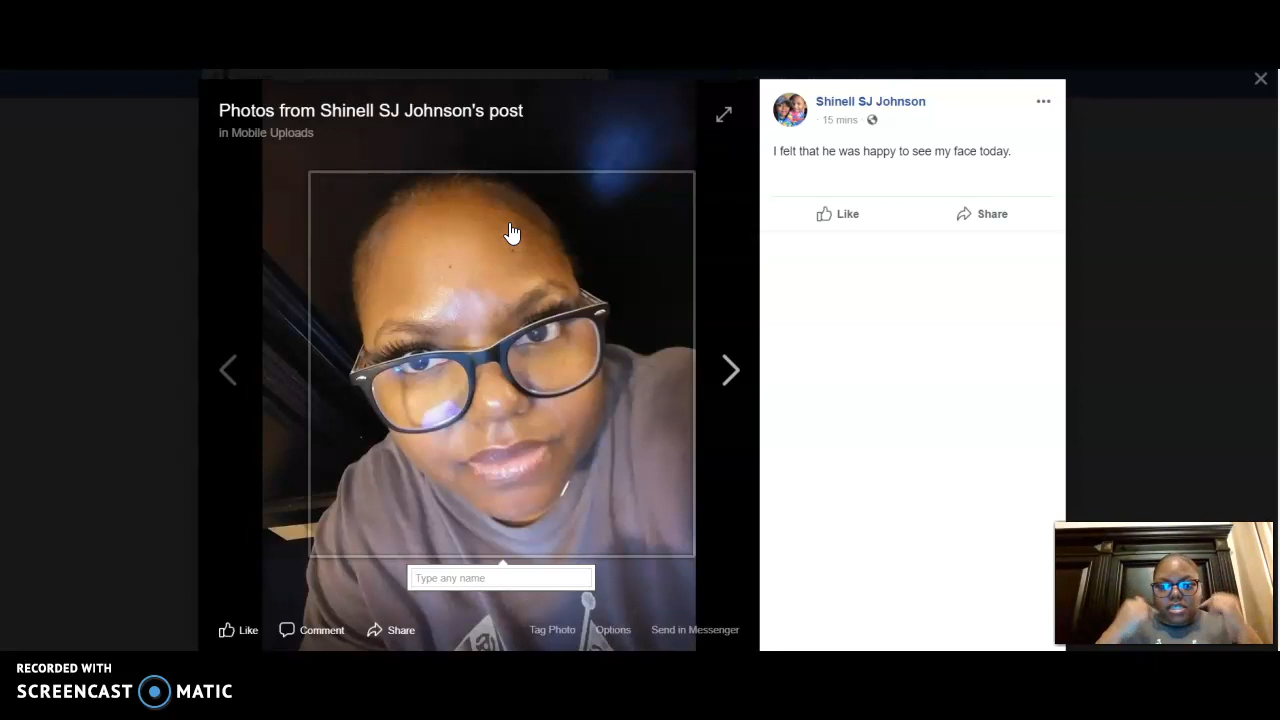 Photos from Shinell SJ Johnson's post
in Mobile Uploads
Shinell SJ Johnson
15 mins
I felt that he was happy to see my face today.
Like Share
Type any name
Like Comment Share Tag Photo Options Send in Messenger
RECORDED WITH
SCREENCAST MATIC